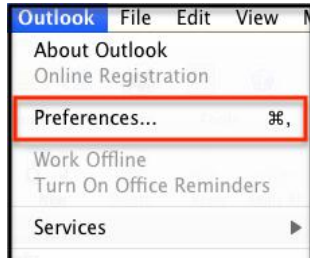 Outlook File Edit View
About Outlook
Online Registration
Preferences... ⌘,
Work Offline
Turn On Office Reminders
Services